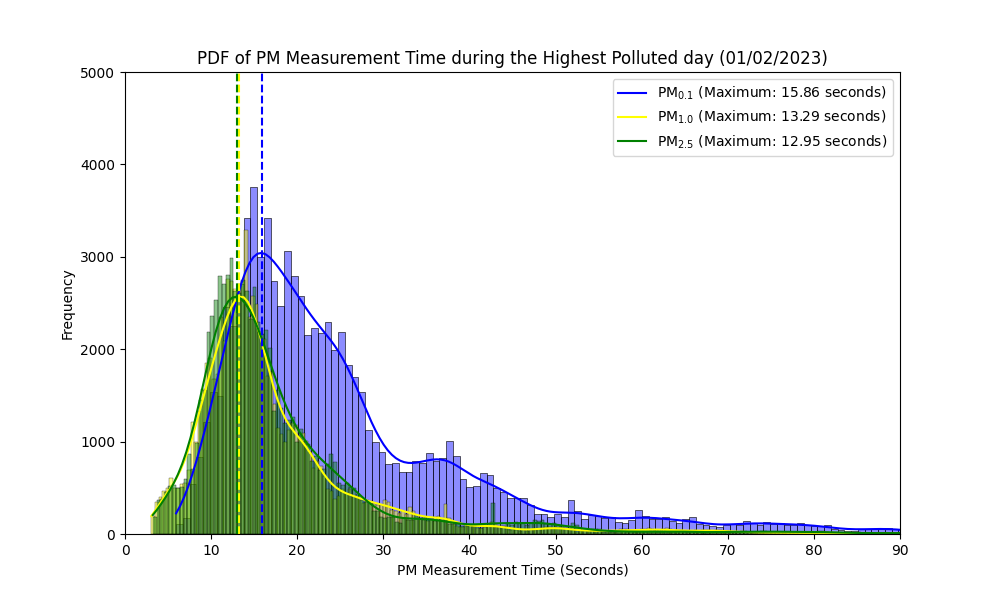 PDF of PM Measurement Time during the Highest Polluted day (01/02/2023)
PM0.1 (Maximum: 15.86 seconds)
PM1.0 (Maximum: 13.29 seconds)
PM2.5 (Maximum: 12.95 seconds)
5000
4000
3000
2000
1000
0
Frequency
0 10 20 30 40 50 60 70 80 90
PM Measurement Time (Seconds)